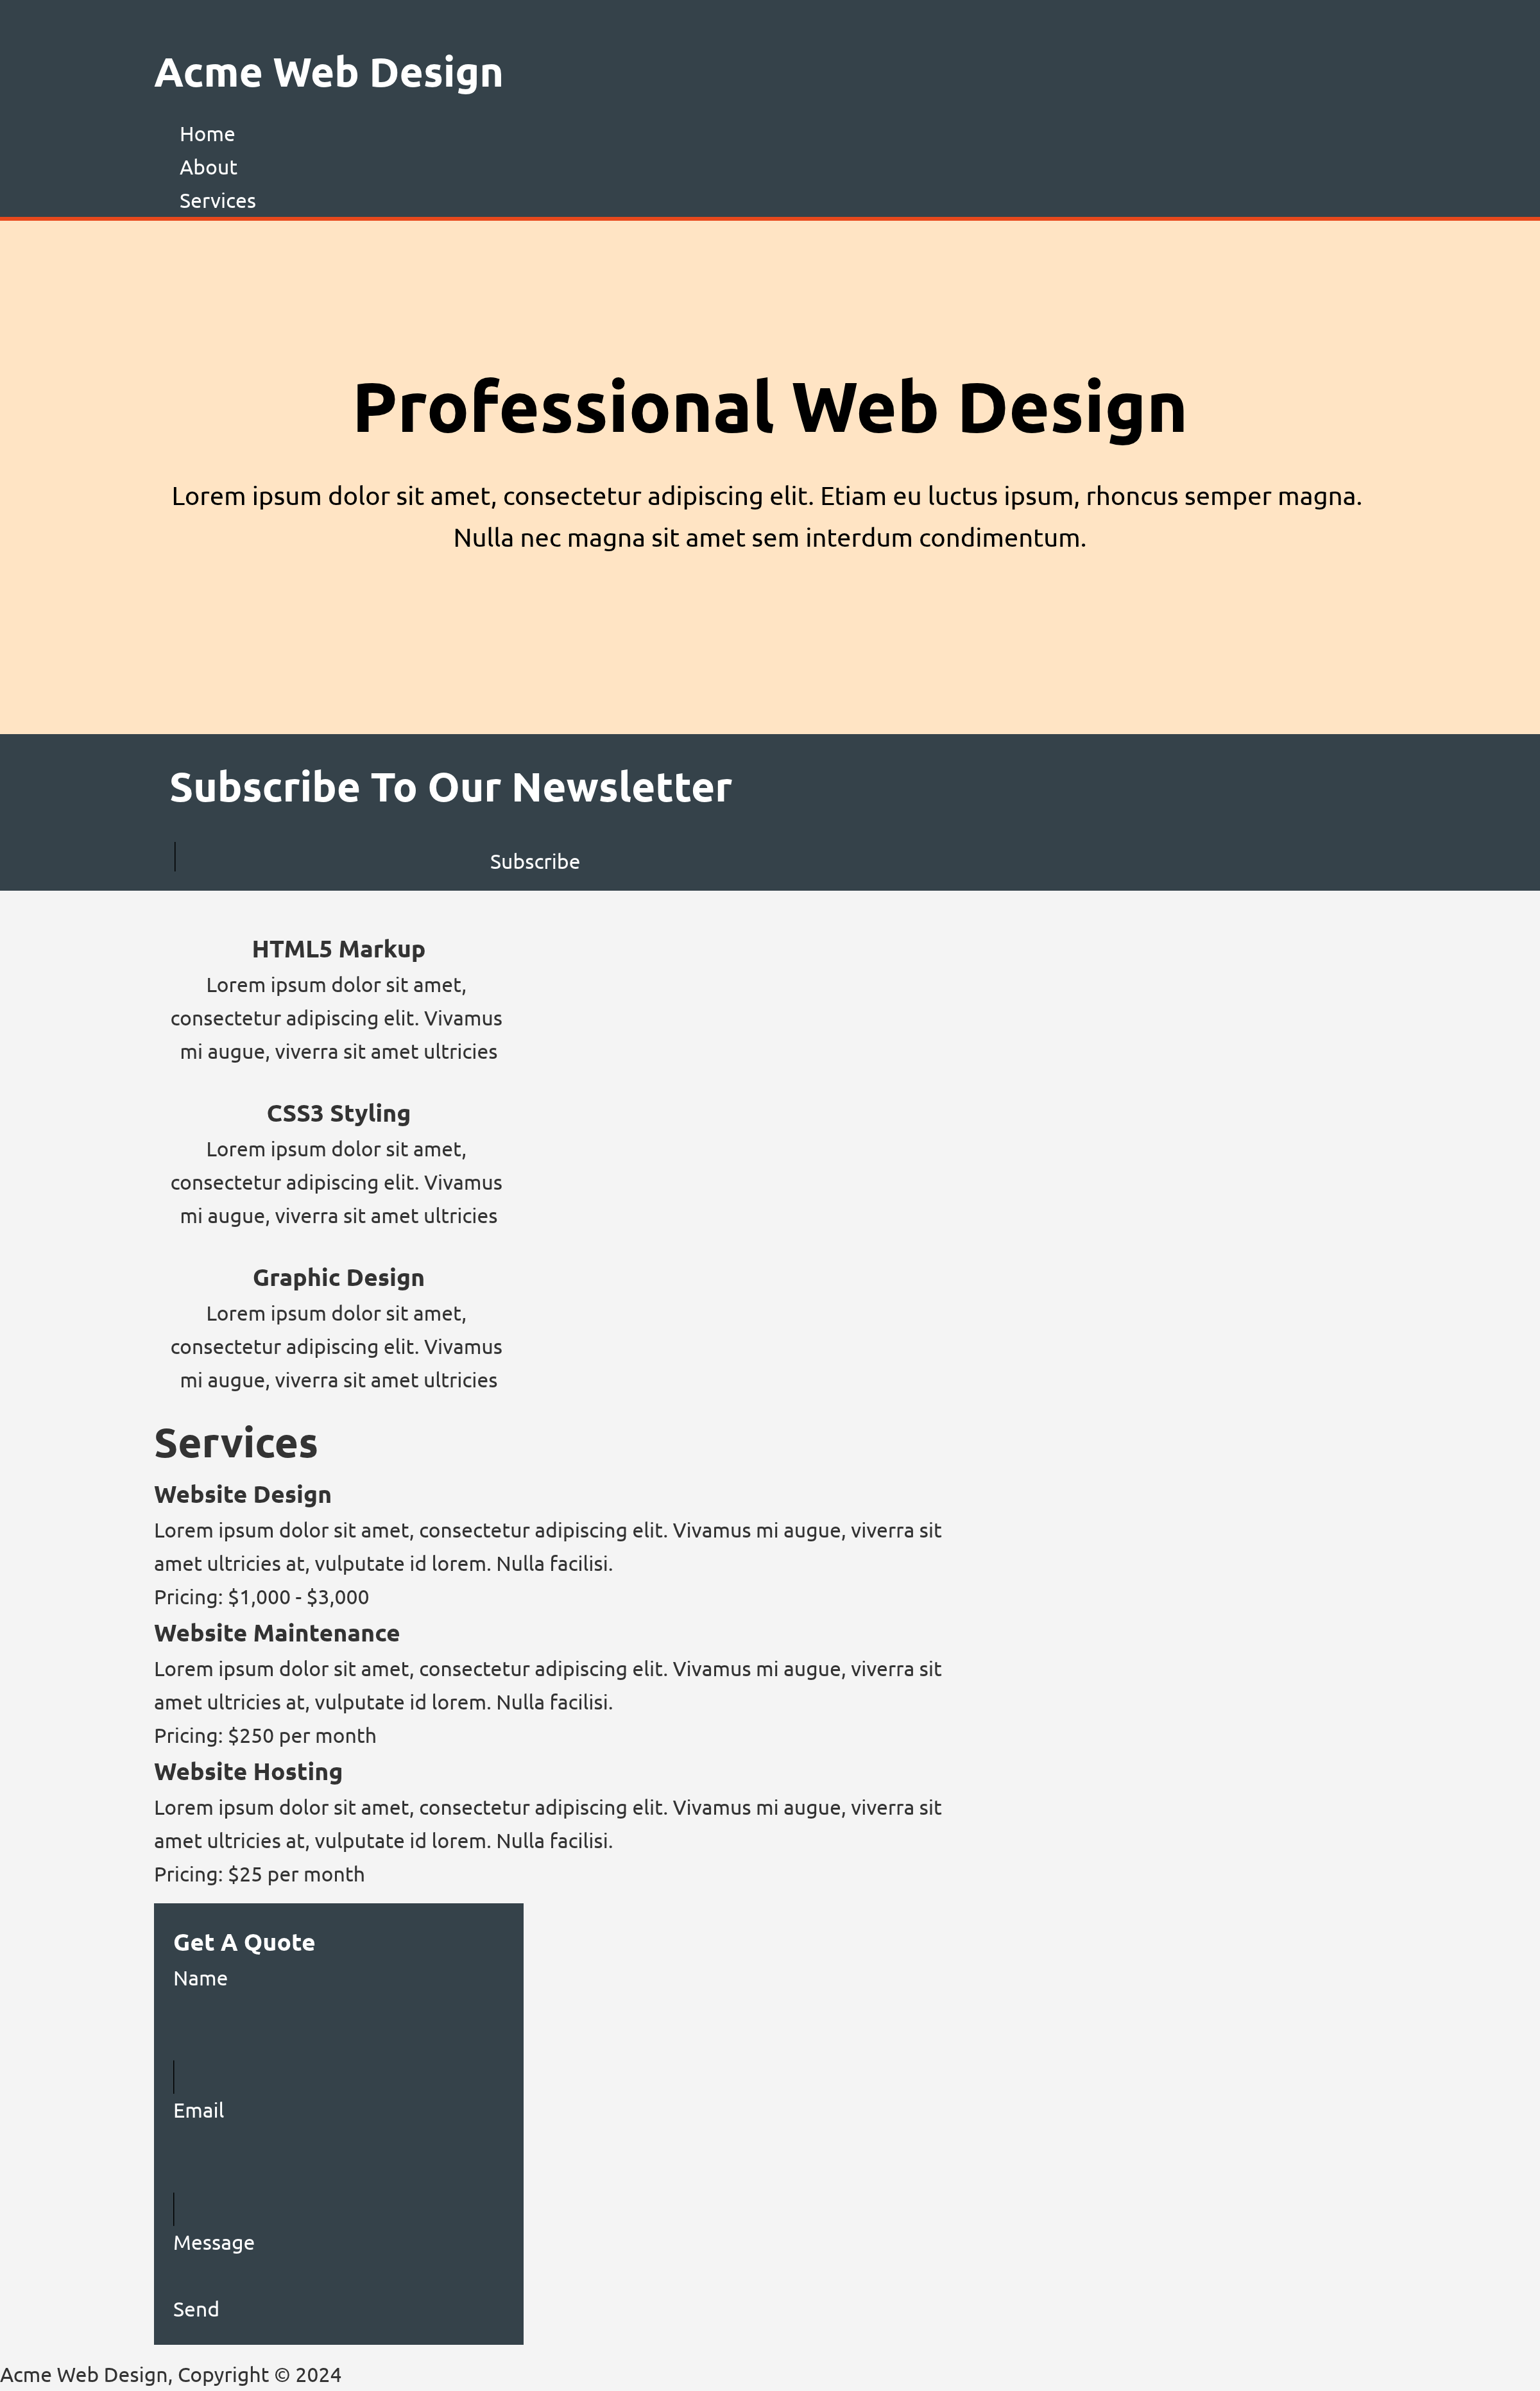 Acme Web Design
Home
About
Services
Professional Web Design
Lorem ipsum dolor sit amet, consectetur adipiscing elit. Etiam eu luctus ipsum, rhoncus semper magna.
Nulla nec magna sit amet sem interdum condimentum.
Subscribe To Our Newsletter
Subscribe
HTML5 Markup
Lorem ipsum dolor sit amet,
consectetur adipiscing elit. Vivamus
mi augue, viverra sit amet ultricies
CSS3 Styling
Lorem ipsum dolor sit amet,
consectetur adipiscing elit. Vivamus
mi augue, viverra sit amet ultricies
Graphic Design
Lorem ipsum dolor sit amet,
consectetur adipiscing elit. Vivamus
mi augue, viverra sit amet ultricies
Services
Website Design
Lorem ipsum dolor sit amet, consectetur adipiscing elit. Vivamus mi augue, viverra sit
amet ultricies at, vulputate id lorem. Nulla facilisi.
Pricing: $1,000 - $3,000
Website Maintenance
Lorem ipsum dolor sit amet, consectetur adipiscing elit. Vivamus mi augue, viverra sit
amet ultricies at, vulputate id lorem. Nulla facilisi.
Pricing: $250 per month
Website Hosting
Lorem ipsum dolor sit amet, consectetur adipiscing elit. Vivamus mi augue, viverra sit
amet ultricies at, vulputate id lorem. Nulla facilisi.
Pricing: $25 per month
Get A Quote
Name
Email
Message
Send
Acme Web Design, Copyright © 2024